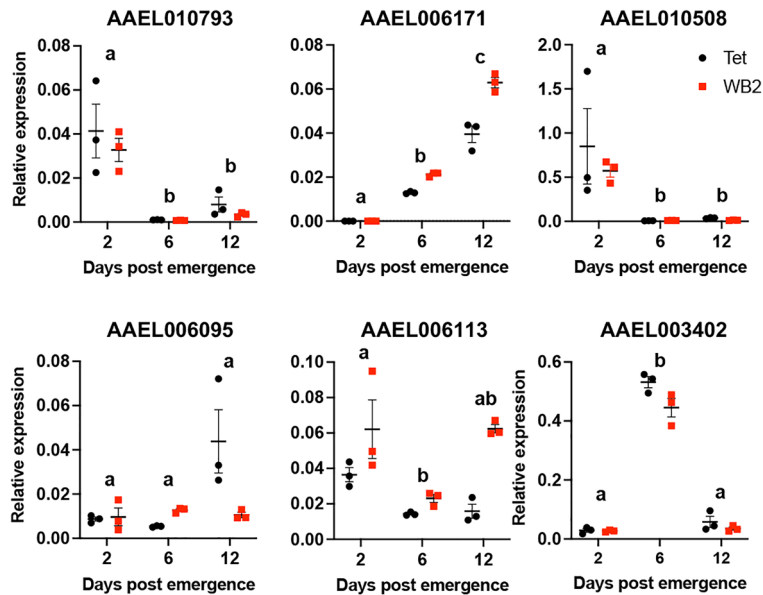 AAEL010793
AAEL006171
AAEL010508
Relative expression
0.08
0.06
0.04
0.02
0.00
a
b
b
2
6
12
Days post emergence
0.08
0.06
0.04
0.02
0.00
a
b
c
2
6
12
Days post emergence
2.0
1.5
1.0
0.5
0.0
a
b
b
Tet
WB2
2
6
12
Days post emergence
AAEL006095
AAEL006113
AAEL003402
Relative expression
0.08
0.06
0.04
0.02
0.00
a
a
a
2
6
12
Days post emergence
0.10
0.08
0.06
0.04
0.02
0.00
a
b
ab
2
6
12
Days post emergence
Relative expression
0.6
0.4
0.2
0.0
a
b
a
2
6
12
Days post emergence